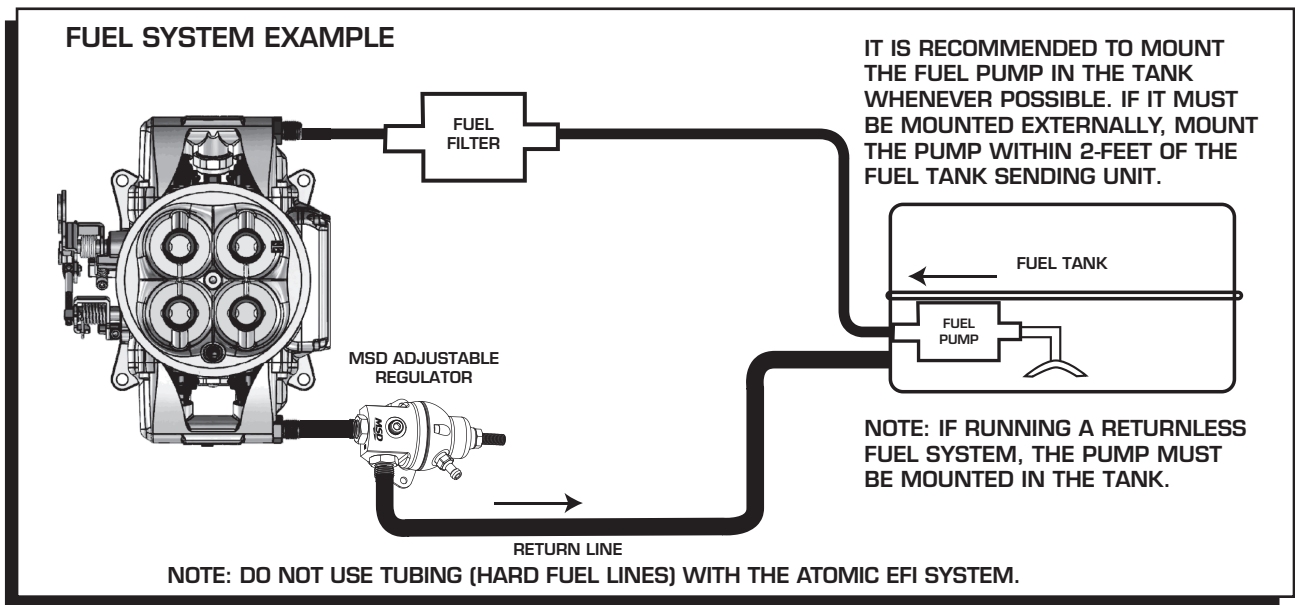 FUEL SYSTEM EXAMPLE
IT IS RECOMMENDED TO MOUNT
THE FUEL PUMP IN THE TANK
WHENEVER POSSIBLE. IF IT MUST
BE MOUNTED EXTERNALLY, MOUNT
THE PUMP WITHIN 2-FEET OF THE
FUEL TANK SENDING UNIT.
FUEL
FILTER
FUEL TANK
FUEL
PUMP
MSD ADJUSTABLE
REGULATOR
MSD
NOTE: IF RUNNING A RETURNLESS
FUEL SYSTEM, THE PUMP MUST
BE MOUNTED IN THE TANK.
RETURN LINE
NOTE: DO NOT USE TUBING (HARD FUEL LINES) WITH THE ATOMIC EFI SYSTEM.